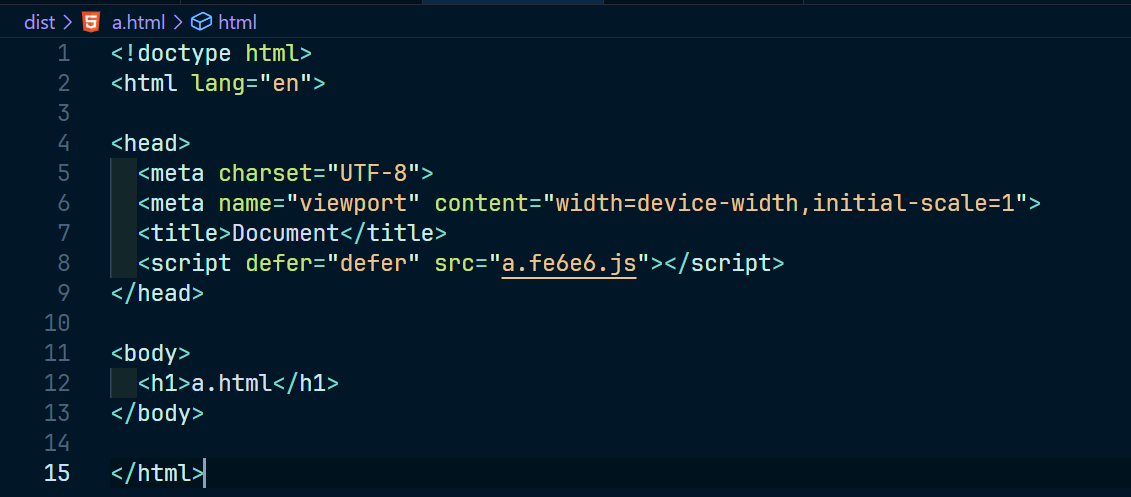 dist > a.html > html
1 <!doctype html>
2 <html lang="en">
3
4 <head>
5   <meta charset="UTF-8">
6   <meta name="viewport" content="width=device-width,initial-scale=1">
7   <title>Document</title>
8   <script defer="defer" src="a.fe6e6.js"></script>
9 </head>
10
11 <body>
12   <h1>a.html</h1>
13 </body>
14
15 </html>